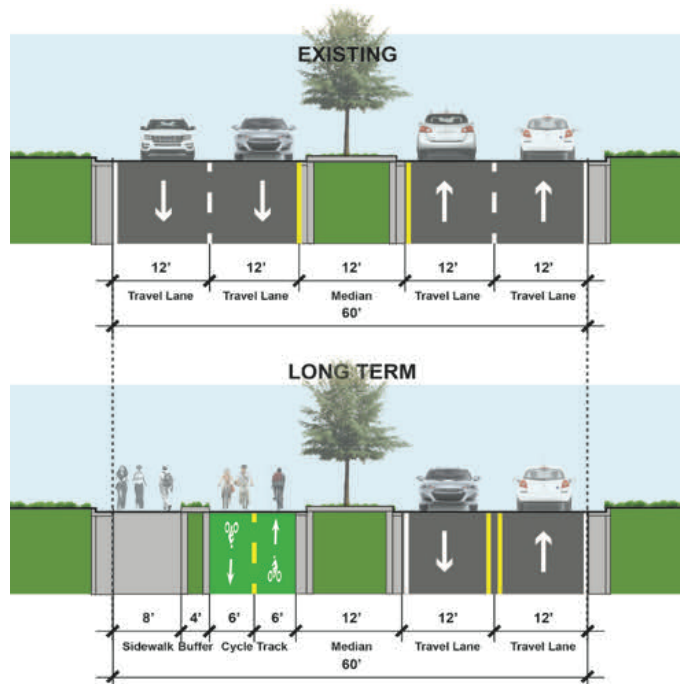 EXISTING
12' 12' 12' 12' 12'
Travel Lane Travel Lane Median Travel Lane Travel Lane
60'
LONG TERM
8' 4' 6' 6' 12' 12' 12'
Sidewalk Buffer Cycle Track Median Travel Lane Travel Lane
60'